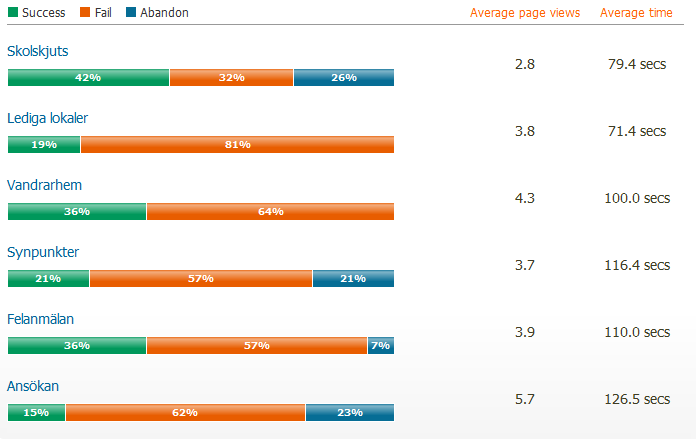 Success Fail Abandon Average page views Average time
Skolskjuts
42% 32% 26% 2.8 79.4 secs
Lediga lokaler
19% 81% 3.8 71.4 secs
Vandrarhem
36% 64% 4.3 100.0 secs
Synpunkter
21% 57% 21% 3.7 116.4 secs
Felanmälan
36% 57% 7% 3.9 110.0 secs
Ansökan
15% 62% 23% 5.7 126.5 secs